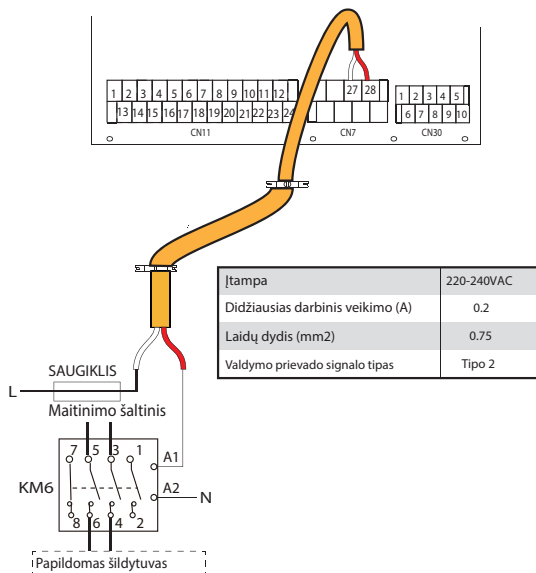 27 28
1 2 3 4 5 6 7 8 9 10 11 12
13 14 15 16 17 18 19 20 21 22 23 24
1 2 3 4 5
6 7 8 9 10
CN11 CN7 CN30
Įtampa 220-240VAC
Didžiausias darbinis veikimo (A) 0.2
Laidų dydis (mm2) 0.75
Valdymo prievado signalo tipas Tipo 2
SAUGIKLIS
L
Maitinimo šaltinis
7 5 3 1
A1
KM6
A2
N
8 6 4 2
Papildomas šildytuvas